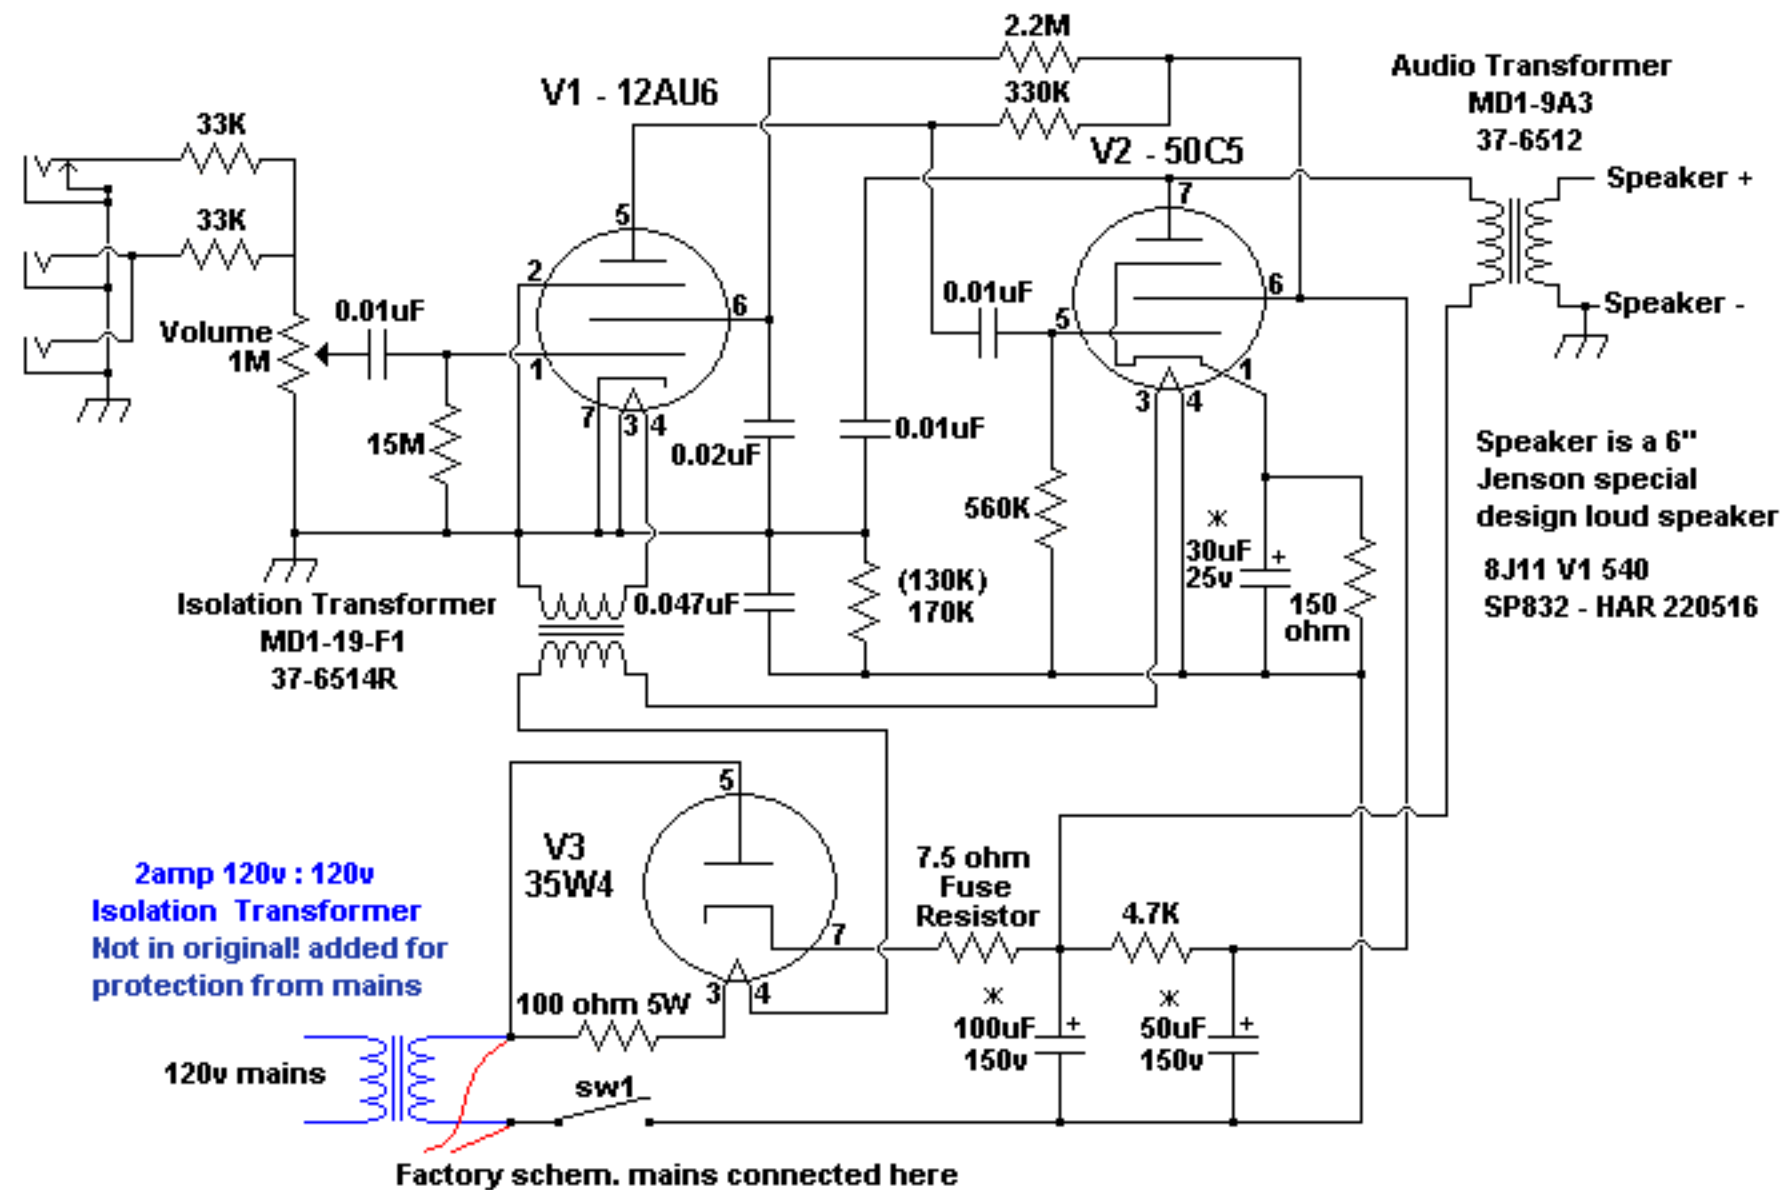 2.2M
Audio Transformer
MD1-9A3
37-6512
V1 - 12AU6
330K
33K
V2 - 50C5
7
Speaker +
5
33K
2
6
6
0.01uF
0.01uF
5
Speaker -
Volume
1M
1
1
3
4
7
3
4
0.01uF
15M
0.02uF
Speaker is a 6"
Jenson special
design loud speaker
560K
*
30uF
25v
+
8J11 V1 540
SP832 - HAR 220516
(130K)
170K
0.047uF
150
ohm
Isolation Transformer
MD1-19-F1
37-6514R
5
V3
35W4
7.5 ohm
Fuse
Resistor
4.7K
7
2amp 120v : 120v
Isolation Transformer
Not in original! added for
protection from mains
3
4
100 ohm 5W
*
100uF
150v
+
*
50uF
150v
+
120v mains
sw1
Factory schem. mains connected here